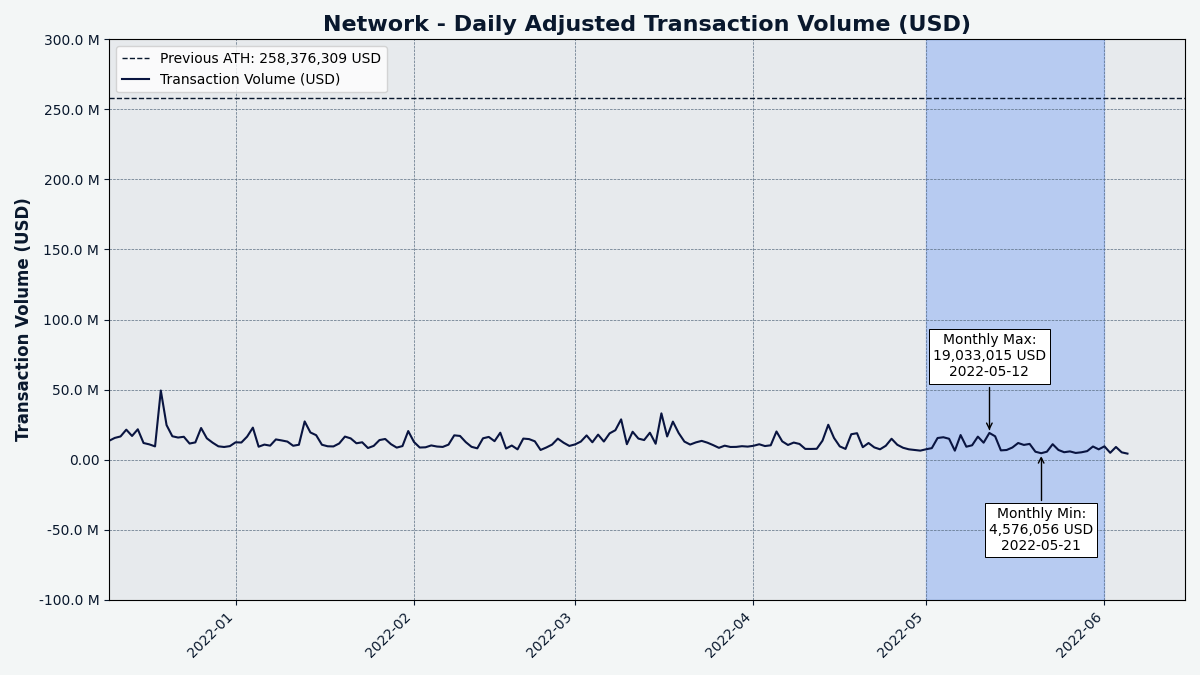 Network - Daily Adjusted Transaction Volume (USD)
Transaction Volume (USD)
300.0 M
250.0 M
200.0 M
150.0 M
100.0 M
50.0 M
0.00
-50.0 M
-100.0 M
Previous ATH: 258,376,309 USD
Transaction Volume (USD)
Monthly Max:
19,033,015 USD
2022-05-12
Monthly Min:
4,576,056 USD
2022-05-21
2022-01
2022-02
2022-03
2022-04
2022-05
2022-06